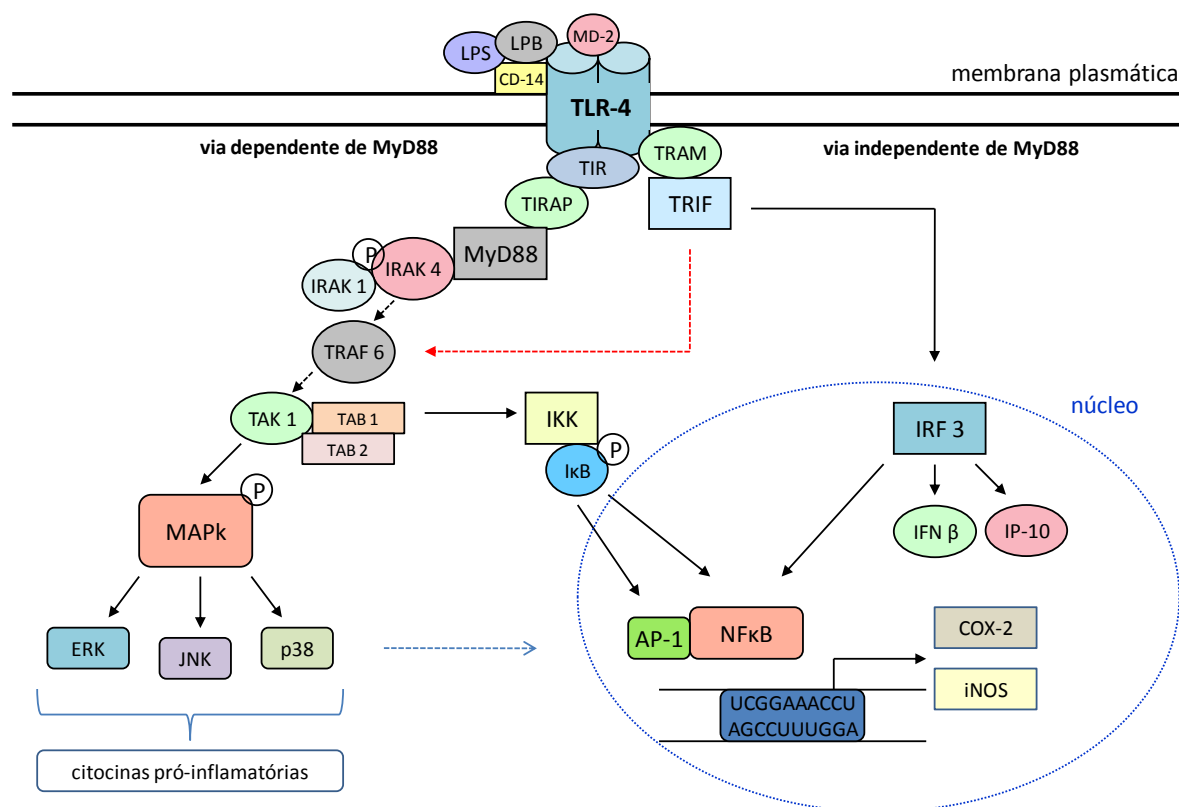 LPS
LPB
MD-2
CD-14
membrana plasmática
TLR-4
via dependente de MyD88
via independente de MyD88
TRAM
TIR
TIRAP
TRIF
MyD88
P
IRAK 4
IRAK 1
TRAF 6
TAK 1
TAB 1
TAB 2
IKK
P
IκB
núcleo
IRF 3
P
MAPk
IFN β
IP-10
ERK
JNK
p38
AP-1
NFκB
COX-2
iNOS
UCGGAAACCU
AGCCUUUGGA
citocinas pró-inflamatórias